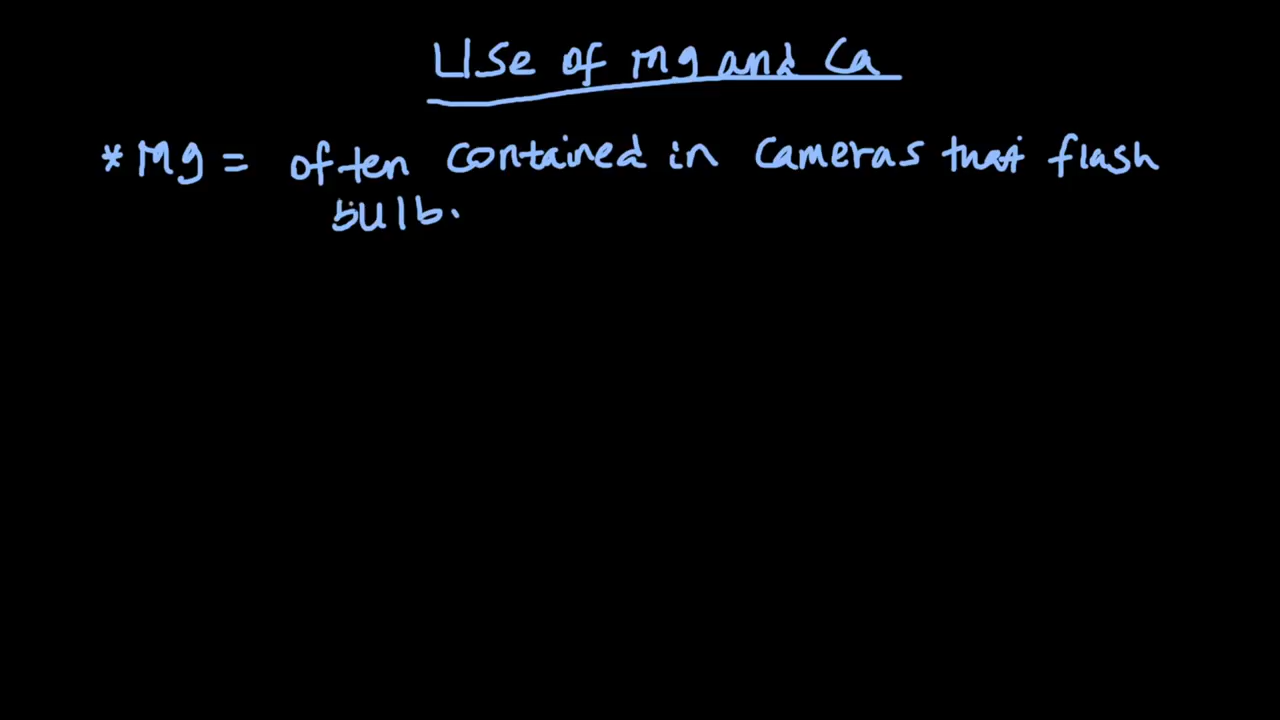 Use of Mg and Ca
* Mg = often contained in cameras that flash
bulb.